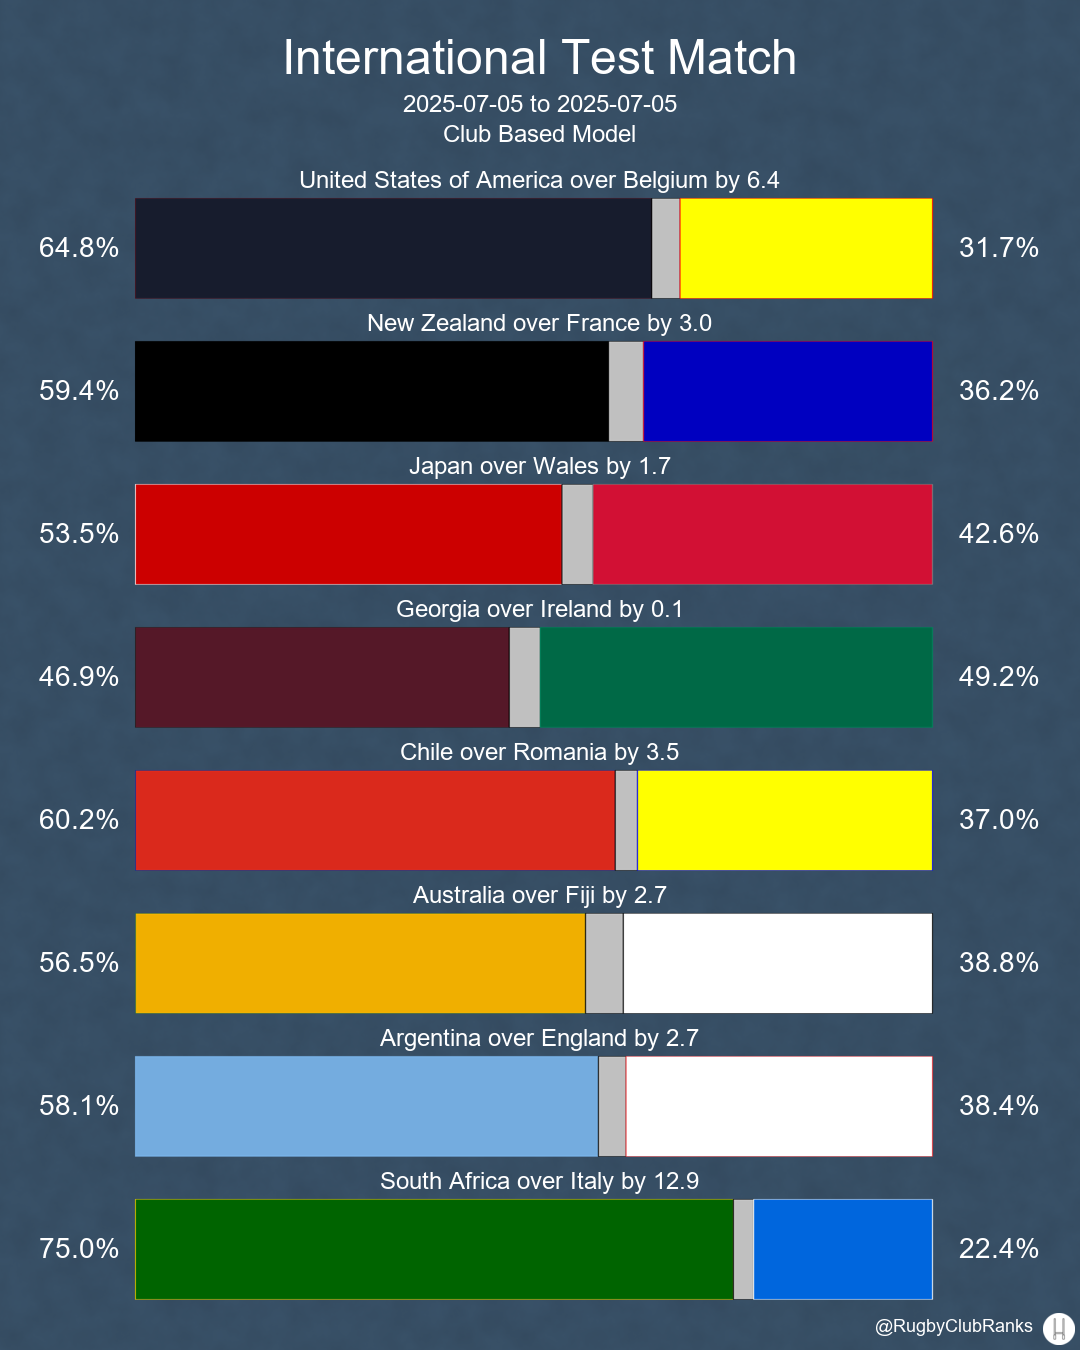 International Test Match
2025-07-05 to 2025-07-05
Club Based Model
United States of America over Belgium by 6.4
64.8%
31.7%
New Zealand over France by 3.0
59.4%
36.2%
Japan over Wales by 1.7
53.5%
42.6%
Georgia over Ireland by 0.1
46.9%
49.2%
Chile over Romania by 3.5
60.2%
37.0%
Australia over Fiji by 2.7
56.5%
38.8%
Argentina over England by 2.7
58.1%
38.4%
South Africa over Italy by 12.9
75.0%
22.4%
@RugbyClubRanks